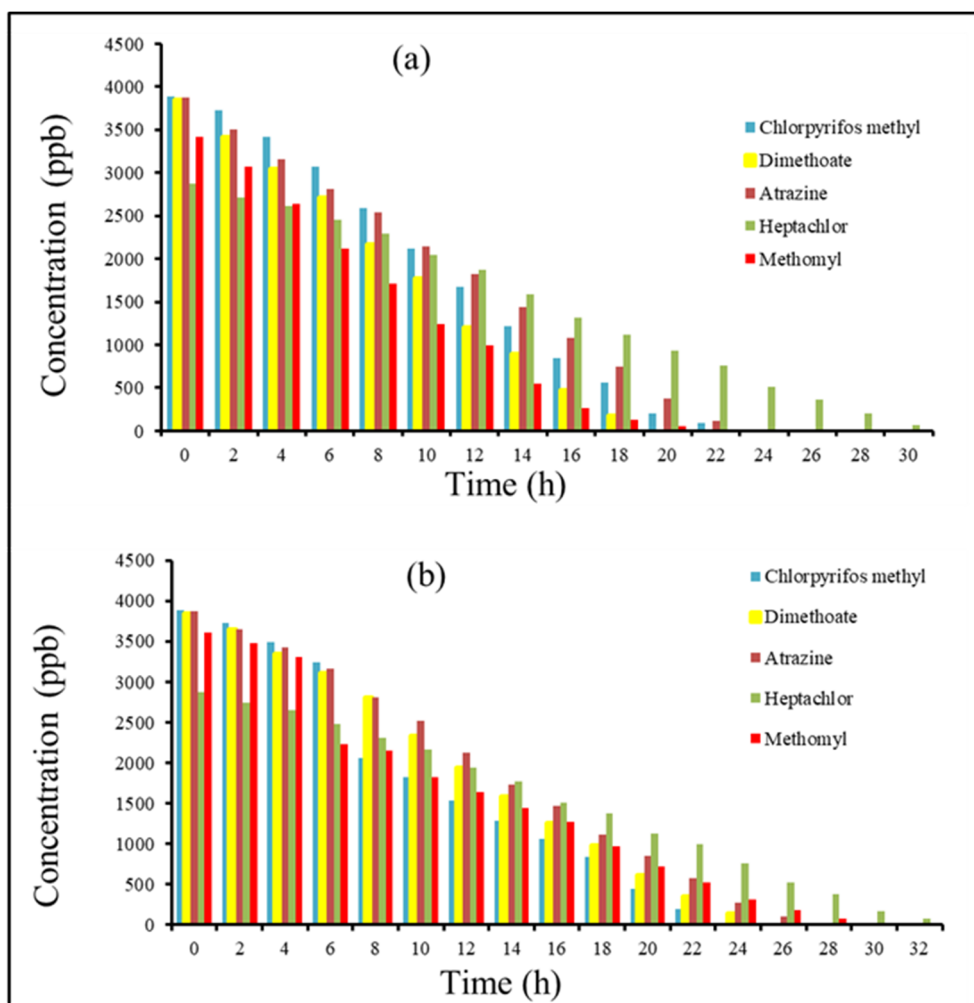 (a)
Concentration (ppb)
4500
4000
3500
3000
2500
2000
1500
1000
500
0
Chlorpyrifos methyl
Dimethoate
Atrazine
Heptachlor
Methomyl
0 2 4 6 8 10 12 14 16 18 20 22 24 26 28 30
Time (h)
(b)
Concentration (ppb)
4500
4000
3500
3000
2500
2000
1500
1000
500
0
Chlorpyrifos methyl
Dimethoate
Atrazine
Heptachlor
Methomyl
0 2 4 6 8 10 12 14 16 18 20 22 24 26 28 30 32
Time (h)